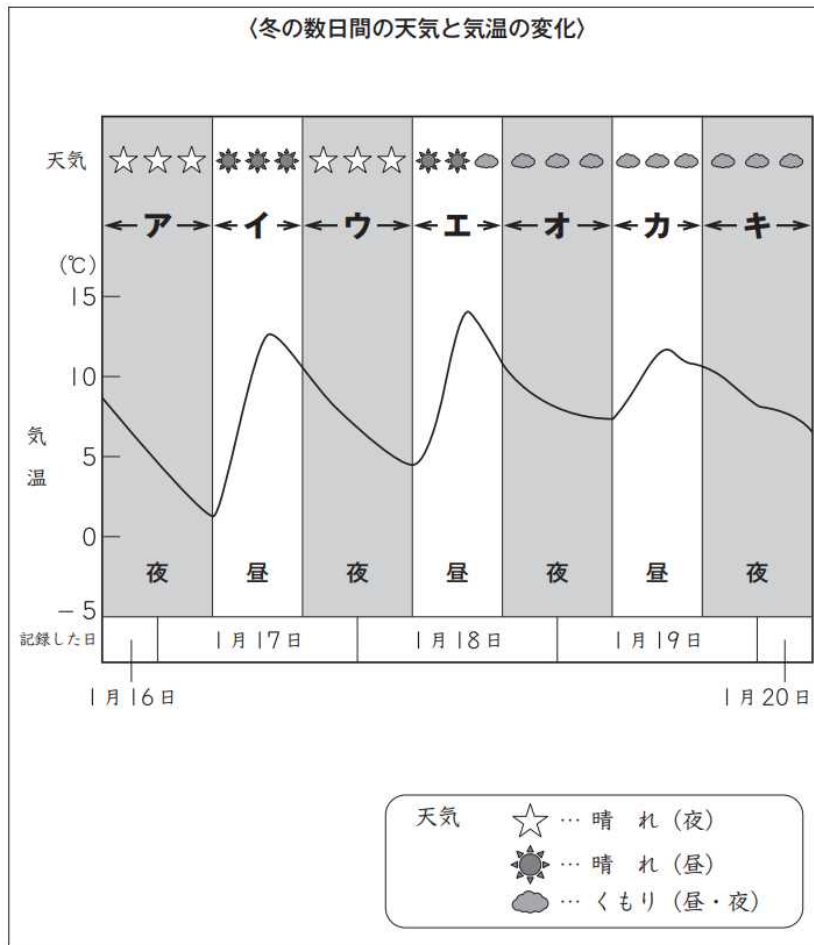 〈冬の数日間の天気と気温の変化〉
天気
ア イ ウ エ オ カ キ
(℃)
15
10
気温
5
0
夜 昼 夜 昼 夜 昼 夜
－5
記録した日 1月17日 1月18日 1月19日
1月16日 1月20日
天気 … 晴れ(夜)
… 晴れ(昼)
… くもり(昼・夜)